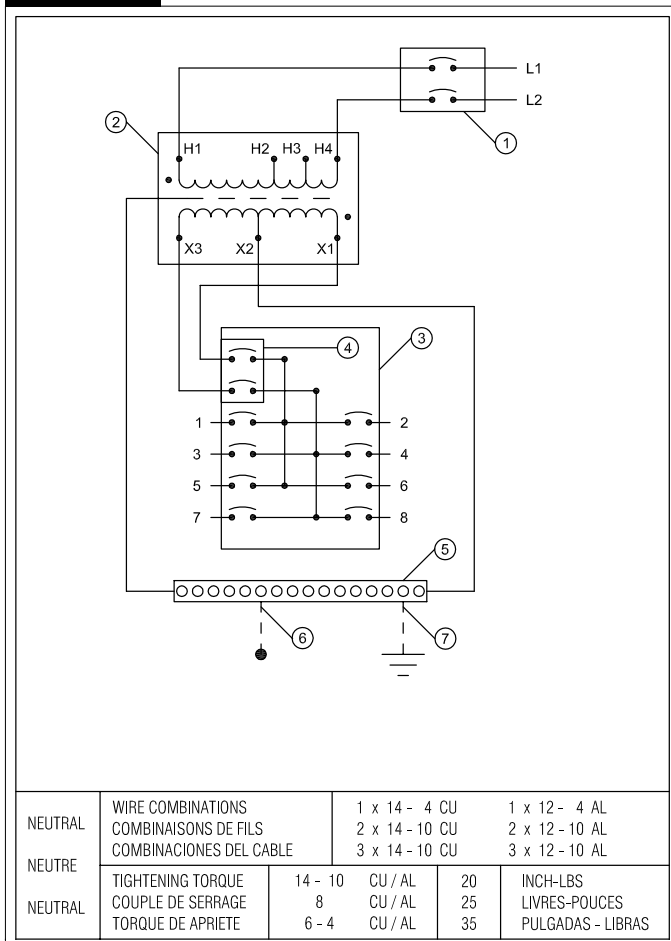 L1
L2
1
2
H1 H2 H3 H4
X3 X2 X1
3
4
1 2
3 4
5 6
7 8
5
6 7
NEUTRAL
NEUTRE
NEUTRAL
WIRE COMBINATIONS 1 x 14 - 4 CU 1 x 12 - 4 AL
COMBINAISONS DE FILS 2 x 14 - 10 CU 2 x 12 - 10 AL
COMBINACIONES DEL CABLE 3 x 14 - 10 CU 3 x 12 - 10 AL
TIGHTENING TORQUE 14 - 10 CU / AL 20 INCH-LBS
COUPLE DE SERRAGE 8 CU / AL 25 LIVRES-POUCES
TORQUE DE APRIETE 6 - 4 CU / AL 35 PULGADAS - LIBRAS